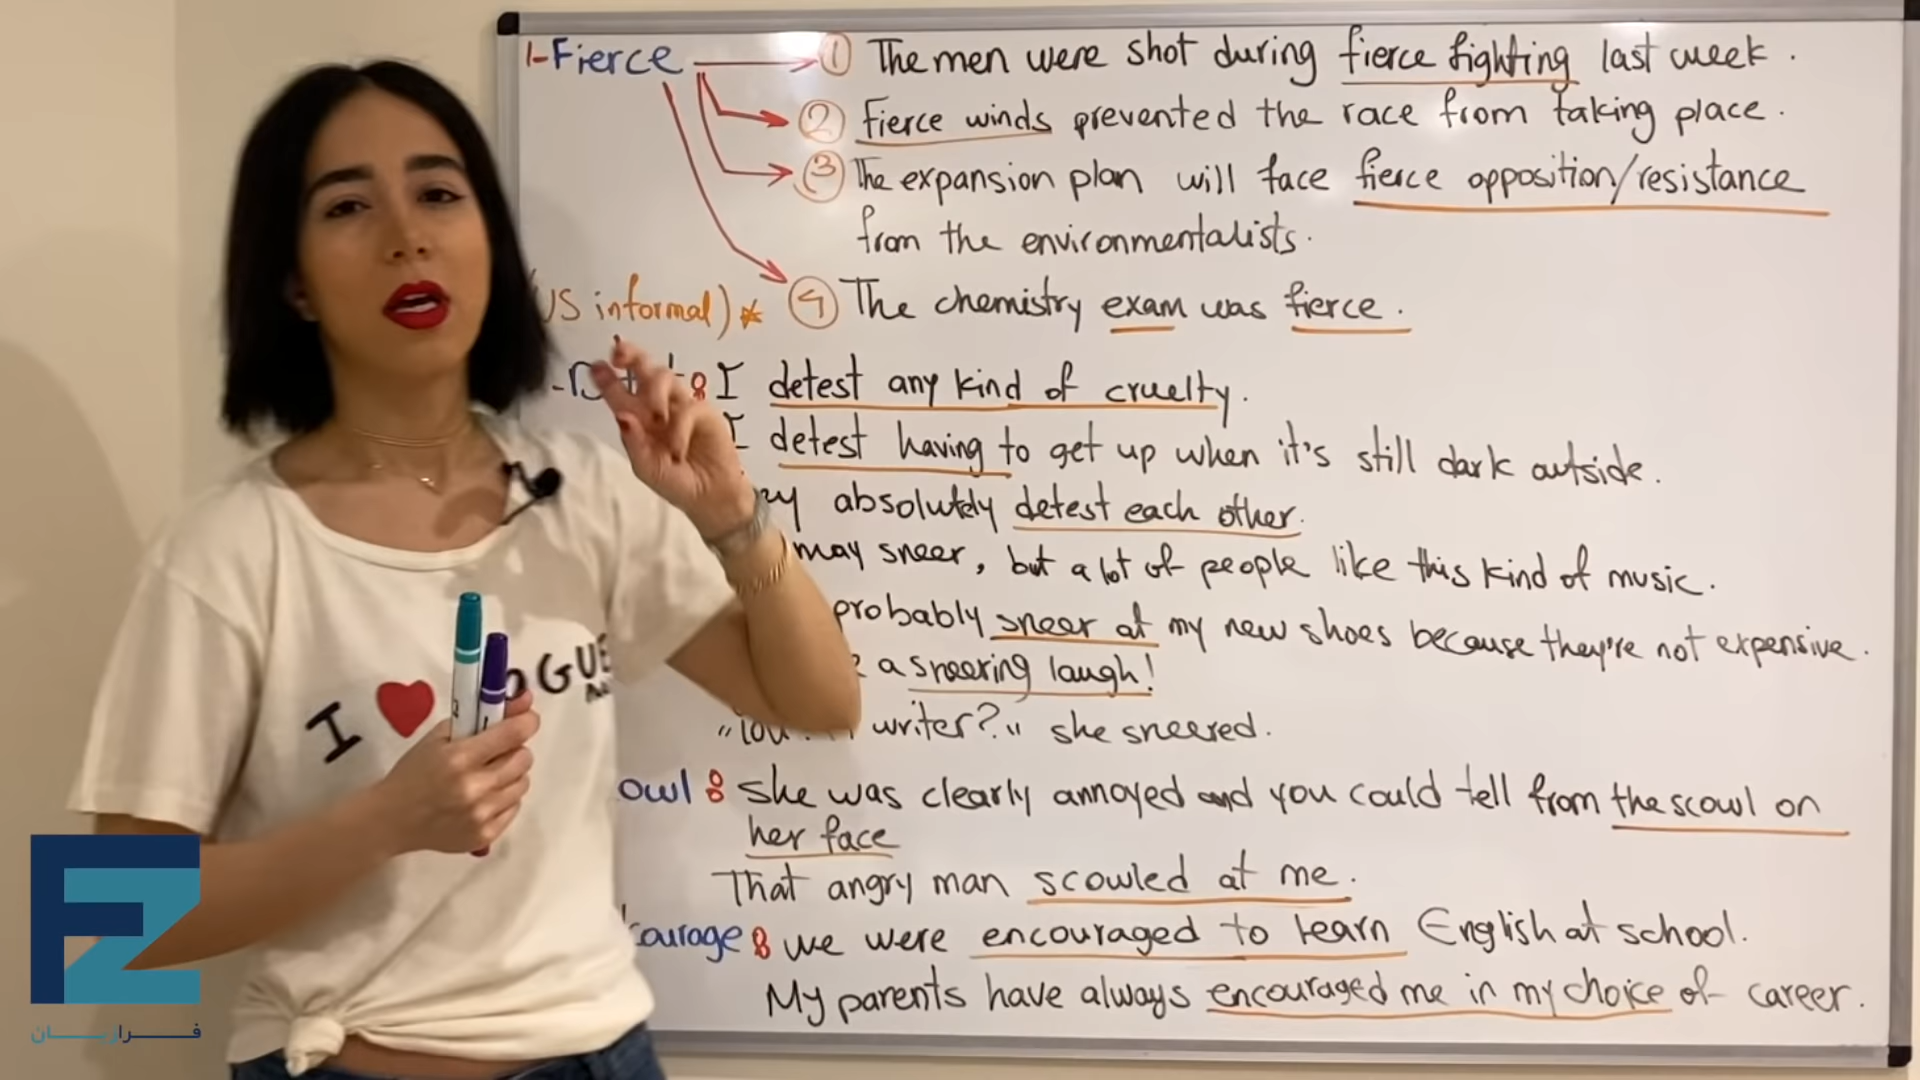 1-Fierce
① The men were shot during fierce fighting last week.
② Fierce winds prevented the race from taking place.
③ The expansion plan will face fierce opposition/resistance
from the environmentalists.
US informal) * ④ The chemistry exam was fierce.
I detest any kind of cruelty.
I detest having to get up when it's still dark outside.
absolutely detest each other.
may sneer, but a lot of people like this kind of music.
probably sneer at my new shoes because they're not expensive.
a sneering laugh!
writer?" she sneered.
owl: she was clearly annoyed and you could tell from the scowl on
her face
That angry man scowled at me.
courage: we were encouraged to learn English at school.
My parents have always encouraged me in my choice of career.
I ❤ OGUE
FZ
فرازبان